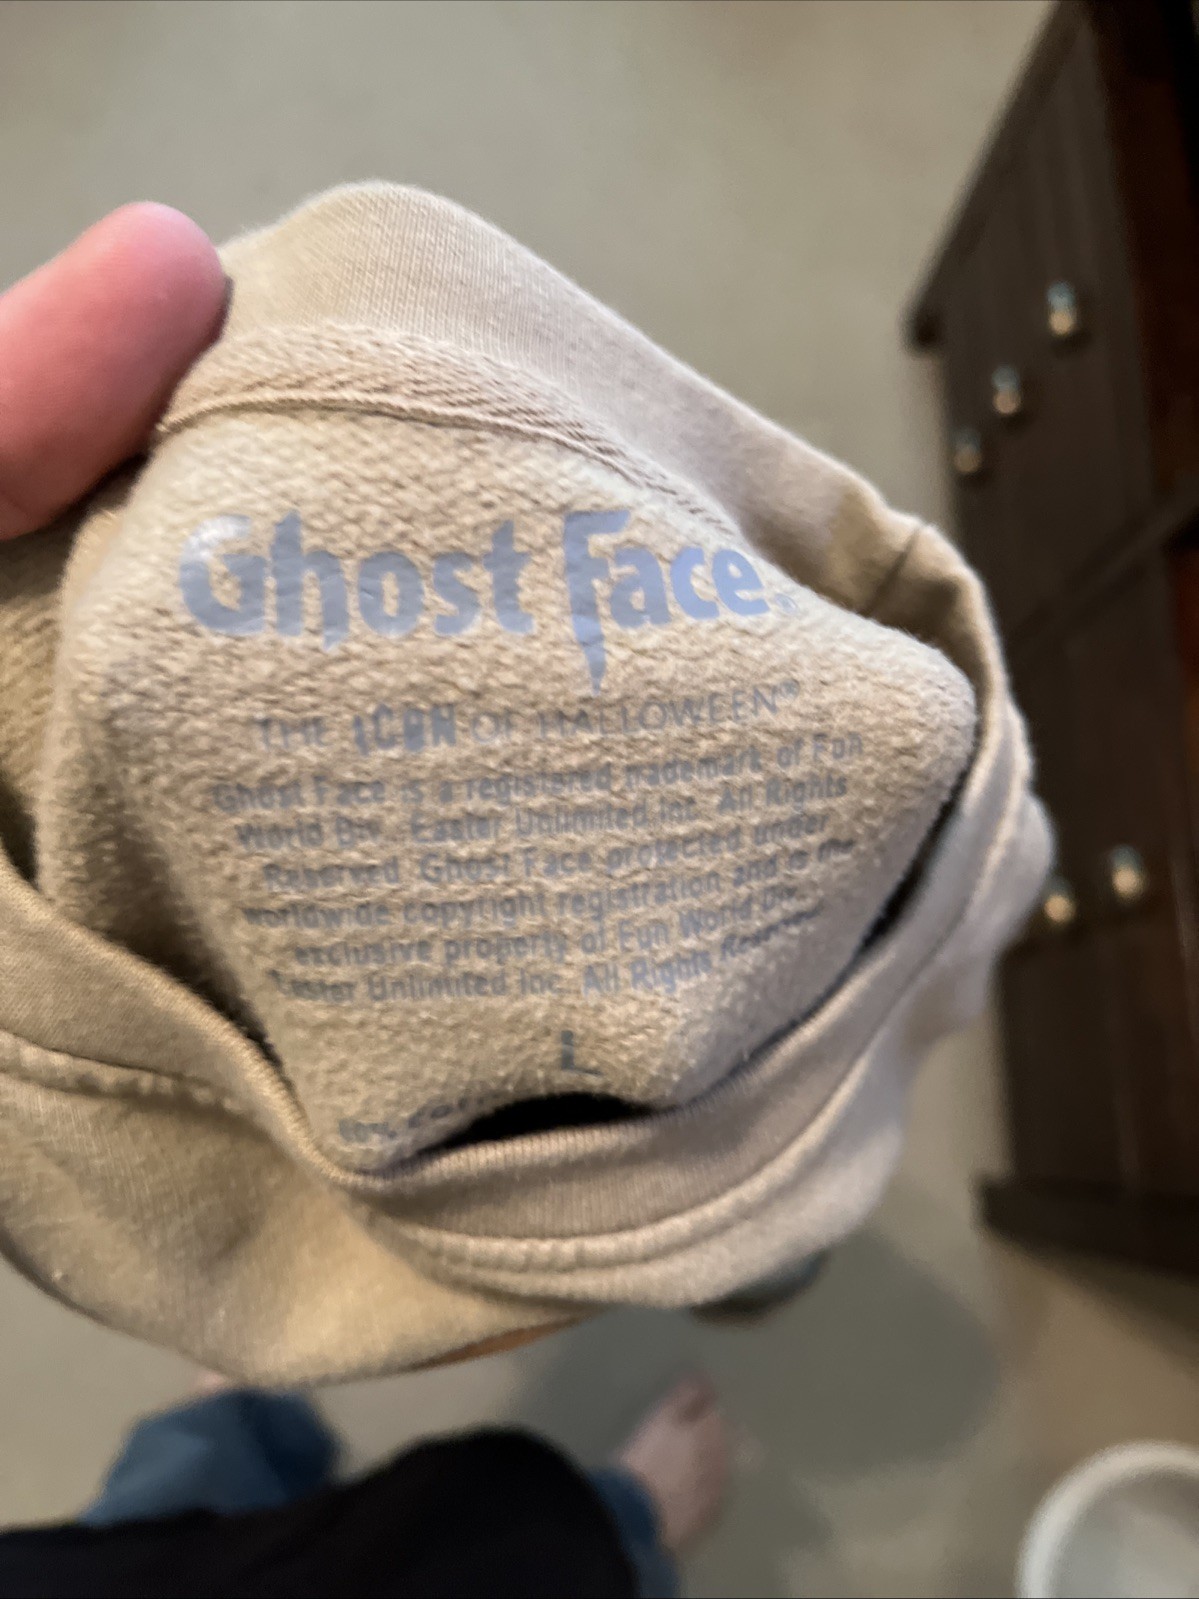 Ghost Face®
THE ICON OF HALLOWEEN®
Ghost Face is a registered trademark of Fun
World Div., Easter Unlimited,Inc. All Rights
Reserved. Ghost Face protected under
worldwide copyright registration and is the
exclusive property of Fun World Div.,
Easter Unlimited Inc. All Rights Reserved
L